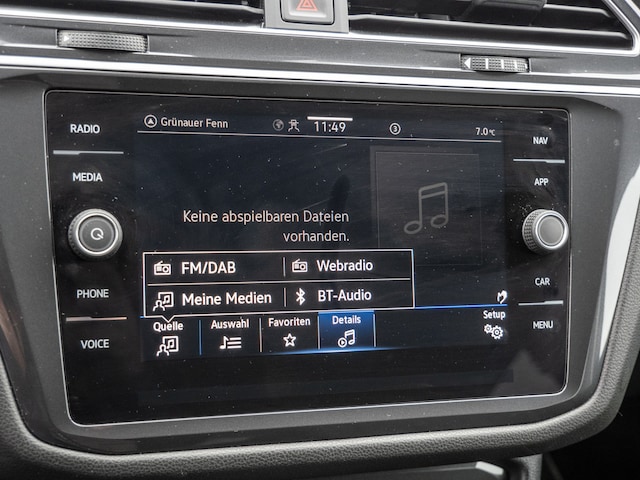 RADIO
MEDIA
PHONE
VOICE
Grünauer Fenn
11:49
3
7.0°C
Keine abspielbaren Dateien
vorhanden.
FM/DAB
Webradio
Meine Medien
BT-Audio
Quelle
Auswahl
Favoriten
Details
Setup
NAV
APP
CAR
MENU